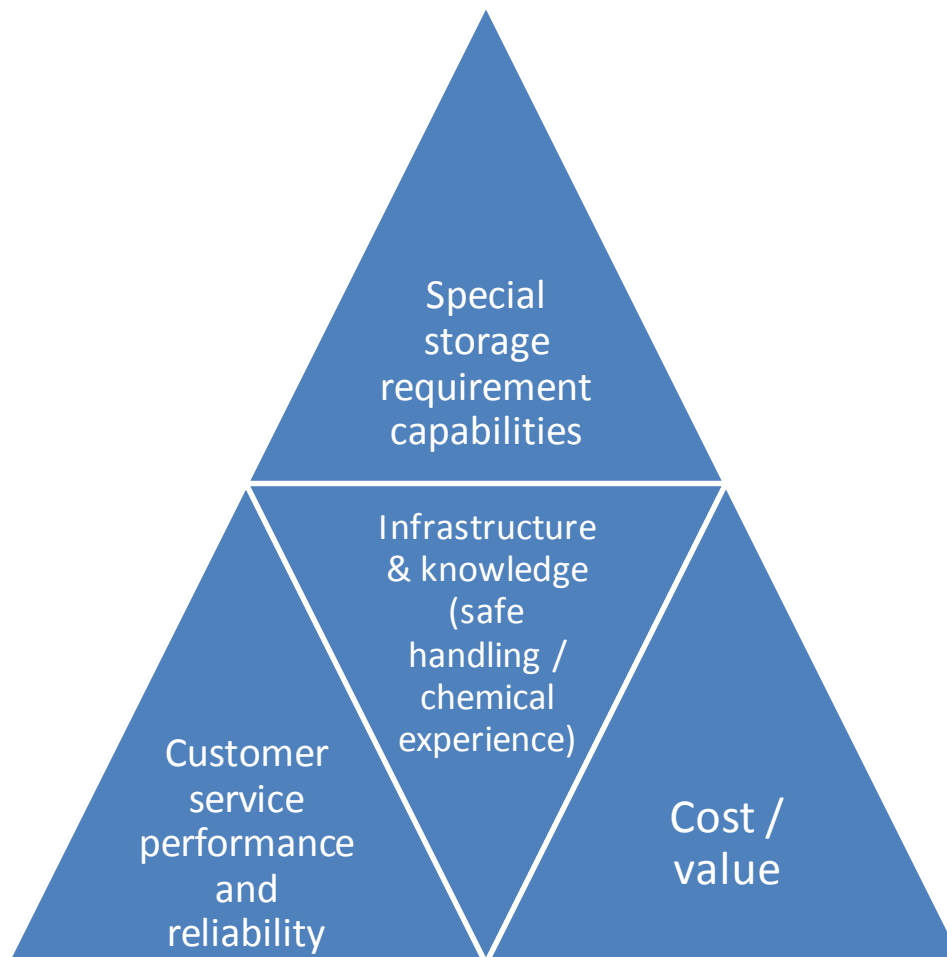 Special
storage
requirement
capabilities
Infrastructure
& knowledge
(safe
handling /
chemical
experience)
Customer
service
performance
and
reliability
Cost /
value